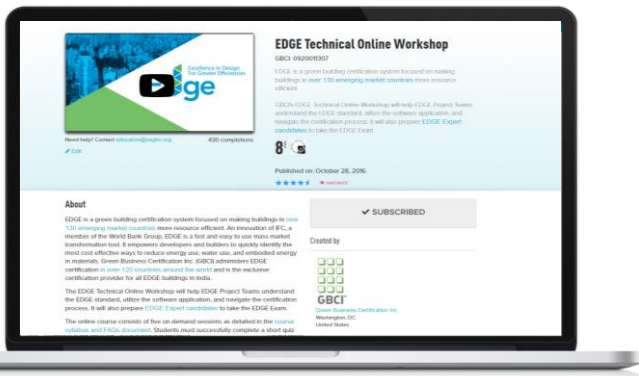 Excellence in Design
For Greater Efficiencies
ge
Need help? Contact education@usgbc.org
430 completions
Edit
EDGE Technical Online Workshop
GBCI: 0920011307
EDGE is a green building certification system focused on making
buildings in over 130 emerging market countries more resource
efficient.
GBCI's EDGE Technical Online Workshop will help EDGE Project Teams
understand the EDGE standard, utilize the software application, and
navigate the certification process. It will also prepare EDGE Expert
candidates to take the EDGE Exam.
8
Published on: October 28, 2016
FAVORITE
About
EDGE is a green building certification system focused on making buildings in over
130 emerging market countries more resource efficient. An innovation of IFC, a
member of the World Bank Group, EDGE is a fast and easy to use mass market
transformation tool. It empowers developers and builders to quickly identify the
most cost effective ways to reduce energy use, water use, and embodied energy
in materials. Green Business Certification Inc. (GBCI) administers EDGE
certification in over 120 countries around the world and is the exclusive
certification provider for all EDGE buildings in India.
The EDGE Technical Online Workshop will help EDGE Project Teams understand
the EDGE standard, utilize the software application, and navigate the certification
process. It will also prepare EDGE Expert candidates to take the EDGE Exam.
The online course consists of five on demand sessions as detailed in the course
syllabus and FAQs document. Students must successfully complete a short quiz
SUBSCRIBED
Created by
GBCI
Green Business Certification Inc
Washington, DC
United States